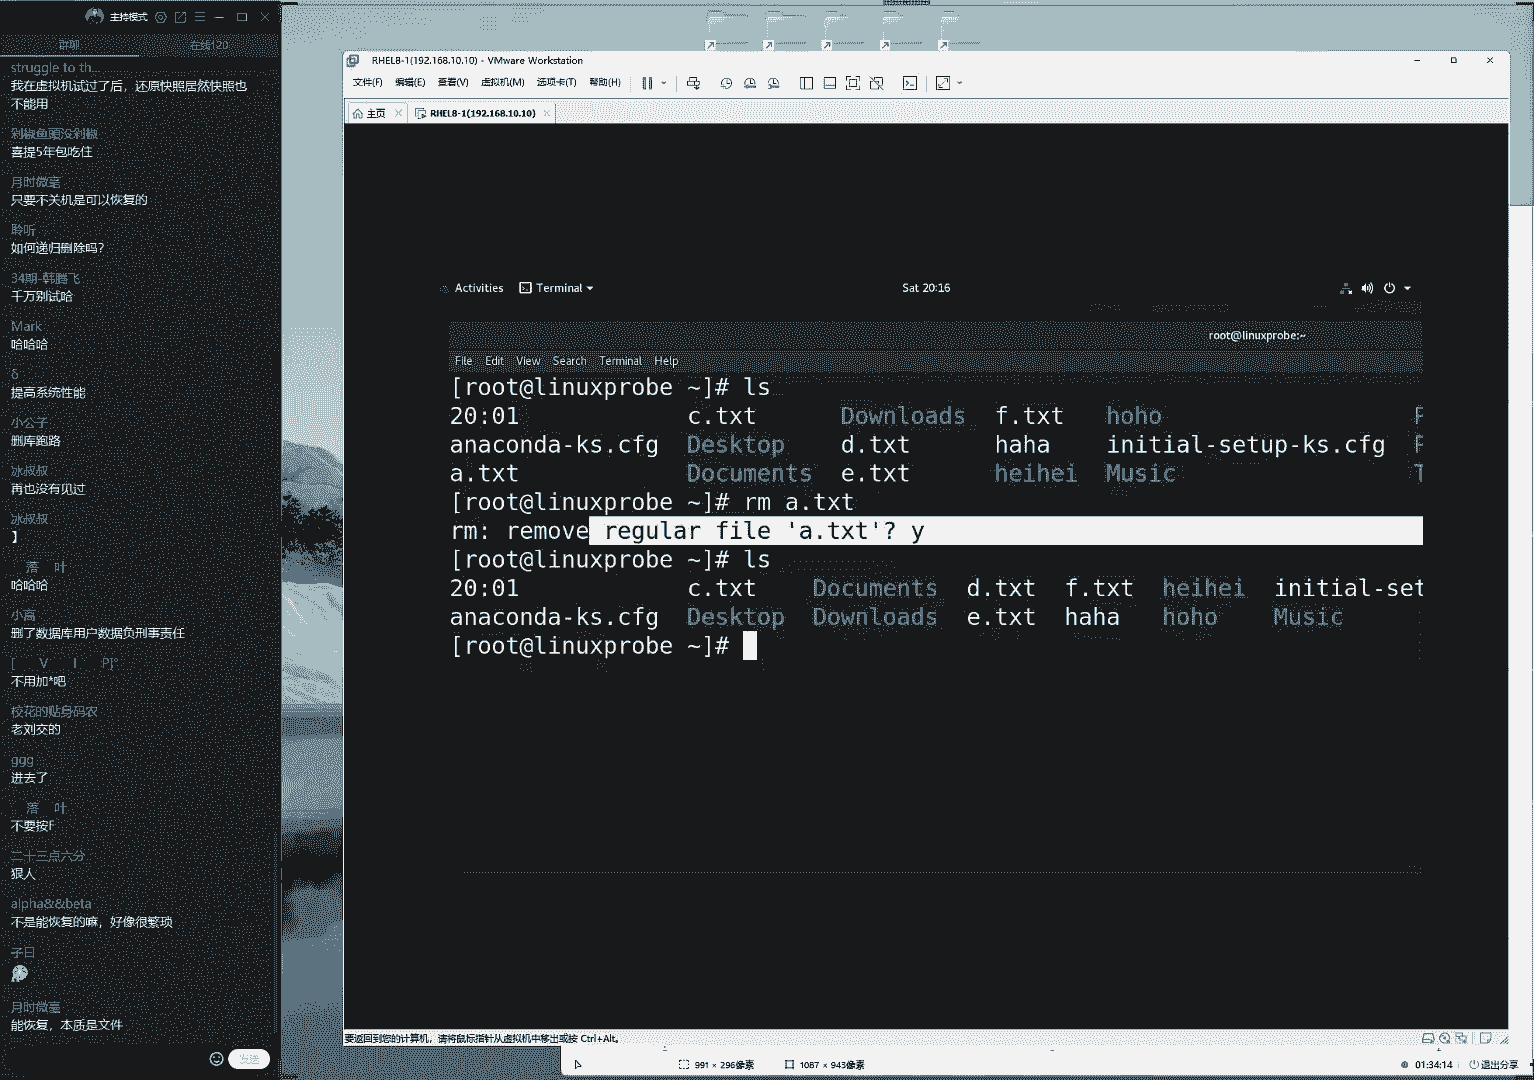 主持模式
群聊
在线120
struggle to th...
我在虚拟机试过了后，还原快照居然快照也
不能用
剁椒鱼頭没剁椒
喜提5年包吃住
月时微毫
只要不关机是可以恢复的
聆听
如何递归删除吗?
34期-韩腾飞
千万别试哈
Mark
哈哈哈
δ
提高系统性能
小公子
删库跑路
冰叔叔
再也没有见过
冰叔叔
】
落 叶
哈哈哈
小高
删了数据库用户数据负刑事责任
[ V I P]°
不用加*吧
校花的贴身码农
老刘交的
ggg
进去了
落 叶
不要按F
二十三点六分
狠人
alpha&&beta
不是能恢复的嘛，好像很繁琐
子日
月时微毫
能恢复，本质是文件
发送
RHEL8-1(192.168.10.10) - VMware Workstation
文件(F) 编辑(E) 查看(V) 虚拟机(M) 选项卡(T) 帮助(H)
主页
RHEL8-1(192.168.10.10)
Activities Terminal Sat 20:16
root@linuxprobe:~
File Edit View Search Terminal Help
[root@linuxprobe ~]# ls
20:01 c.txt Downloads f.txt hoho
anaconda-ks.cfg Desktop d.txt haha initial-setup-ks.cfg
a.txt Documents e.txt heihei Music
[root@linuxprobe ~]# rm a.txt
rm: remove regular file 'a.txt'? y
[root@linuxprobe ~]# ls
20:01 c.txt Documents d.txt f.txt heihei initial-set
anaconda-ks.cfg Desktop Downloads e.txt haha hoho Music
[root@linuxprobe ~]#
要返回到您的计算机，请将鼠标指针从虚拟机中移出或按 Ctrl+Alt。
991 × 296像素 1087 × 943像素 01:34:14 退出分享